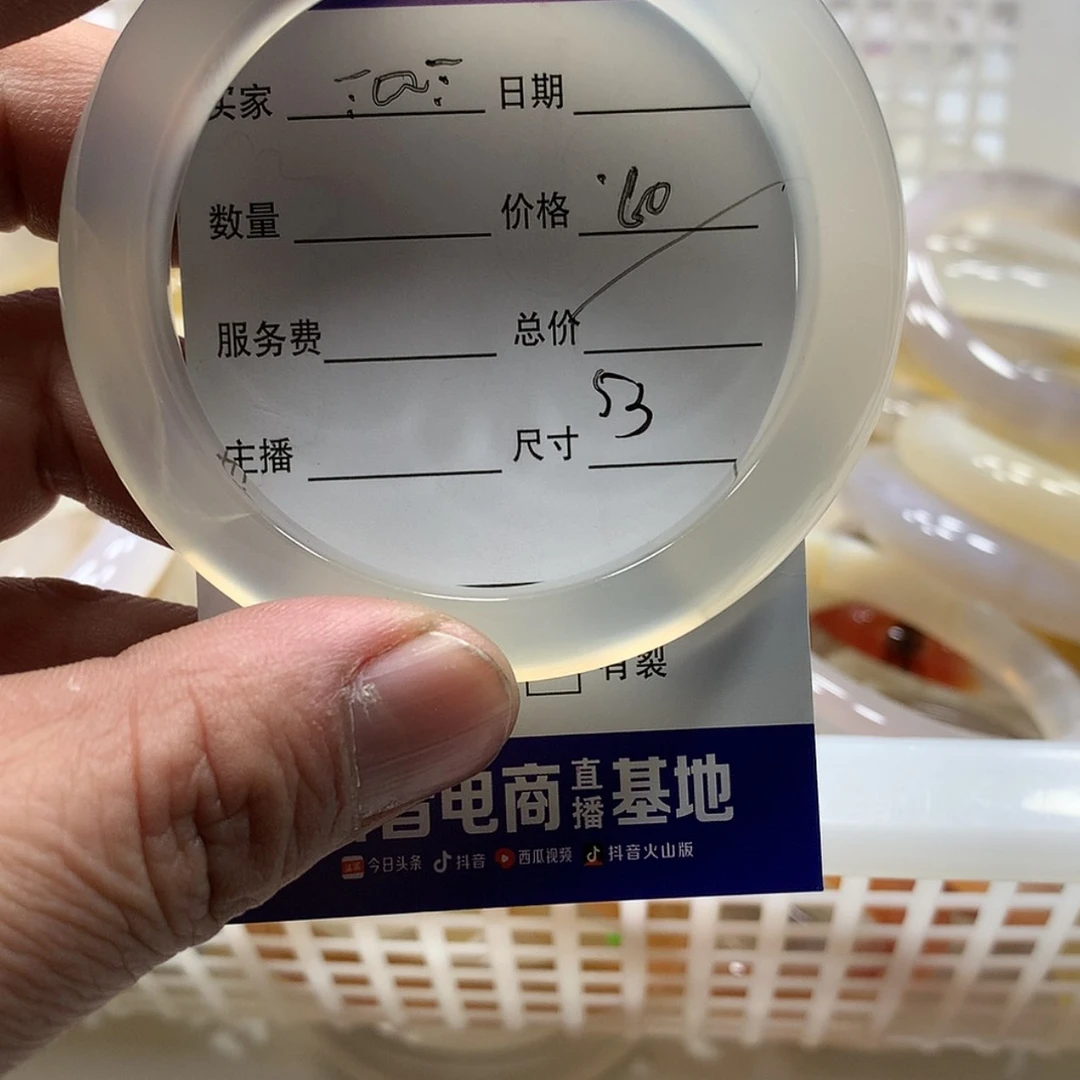 买家 日期
数量 价格 60
服务费 总价
主播 尺寸 53
有裂
音电商直播基地
今日头条 抖音 西瓜视频 抖音火山版